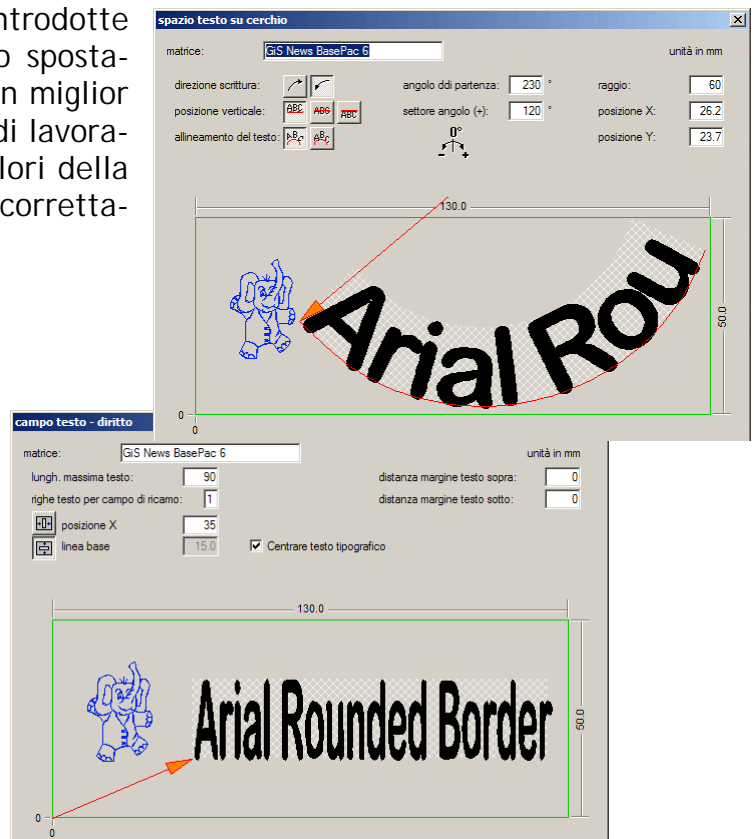 ntrodotte
o sposta-
n miglior
di lavora-
lori della
corretta-
spazio testo su cerchio
matrice: GiS News BasePac 6 unità in mm
direzione scrittura: angolo ddi partenza: 230 ° raggio: 60
posizione verticale: ABC ABC ABC settore angolo (+): 120 ° posizione X: 26.2
allineamento del testo: ABC ABC 0° posizione Y: 23.7
- +
130.0
Arial Rou
50.0
0
0
campo testo - diritto
matrice: GiS News BasePac 6 unità in mm
lungh. massima testo: 90 distanza margine testo sopra: 0
righe testo per campo di ricamo: 1 distanza margine testo sotto: 0
posizione X 35
linea base 15.0 Centrare testo tipografico
130.0
Arial Rounded Border
50.0
0
0